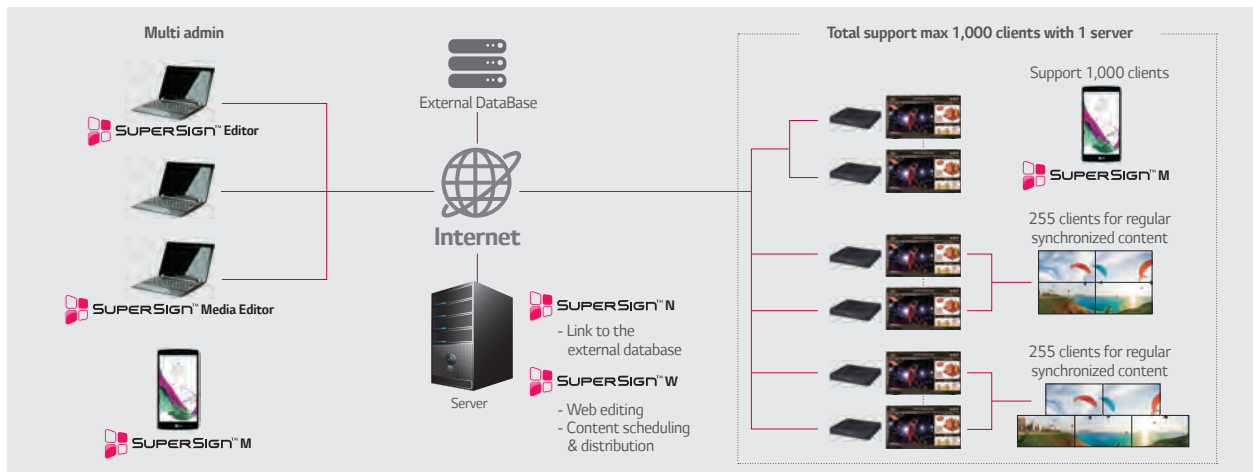 Multi admin
SUPERSIGN™ Editor
SUPERSIGN™ Media Editor
SUPERSIGN™ M
External DataBase
Internet
Server
SUPERSIGN™ N
- Link to the
external database
SUPERSIGN™ W
- Web editing
- Content scheduling
& distribution
Total support max 1,000 clients with 1 server
Support 1,000 clients
SUPERSIGN™ M
255 clients for regular
synchronized content
255 clients for regular
synchronized content